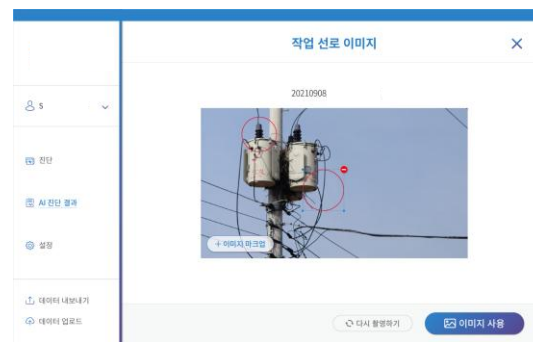 작업 선로 이미지
20210908
5
진단
AI 진단 결과
설정
데이터 내보내기
데이터 업로드
+ 이미지 마크업
다시 촬영하기
이미지 사용